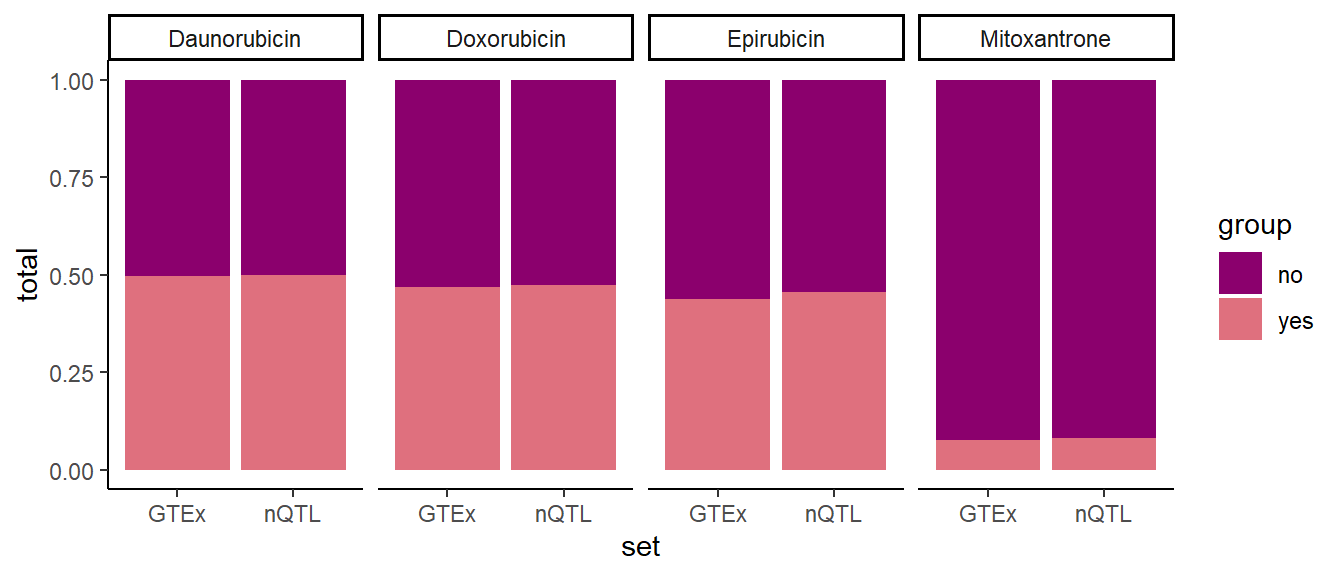 Daunorubicin
Doxorubicin
Epirubicin
Mitoxantrone
total
1.00
0.75
0.50
0.25
0.00
GTEx
nQTL
GTEx
nQTL
GTEx
nQTL
GTEx
nQTL
set
group
no
yes